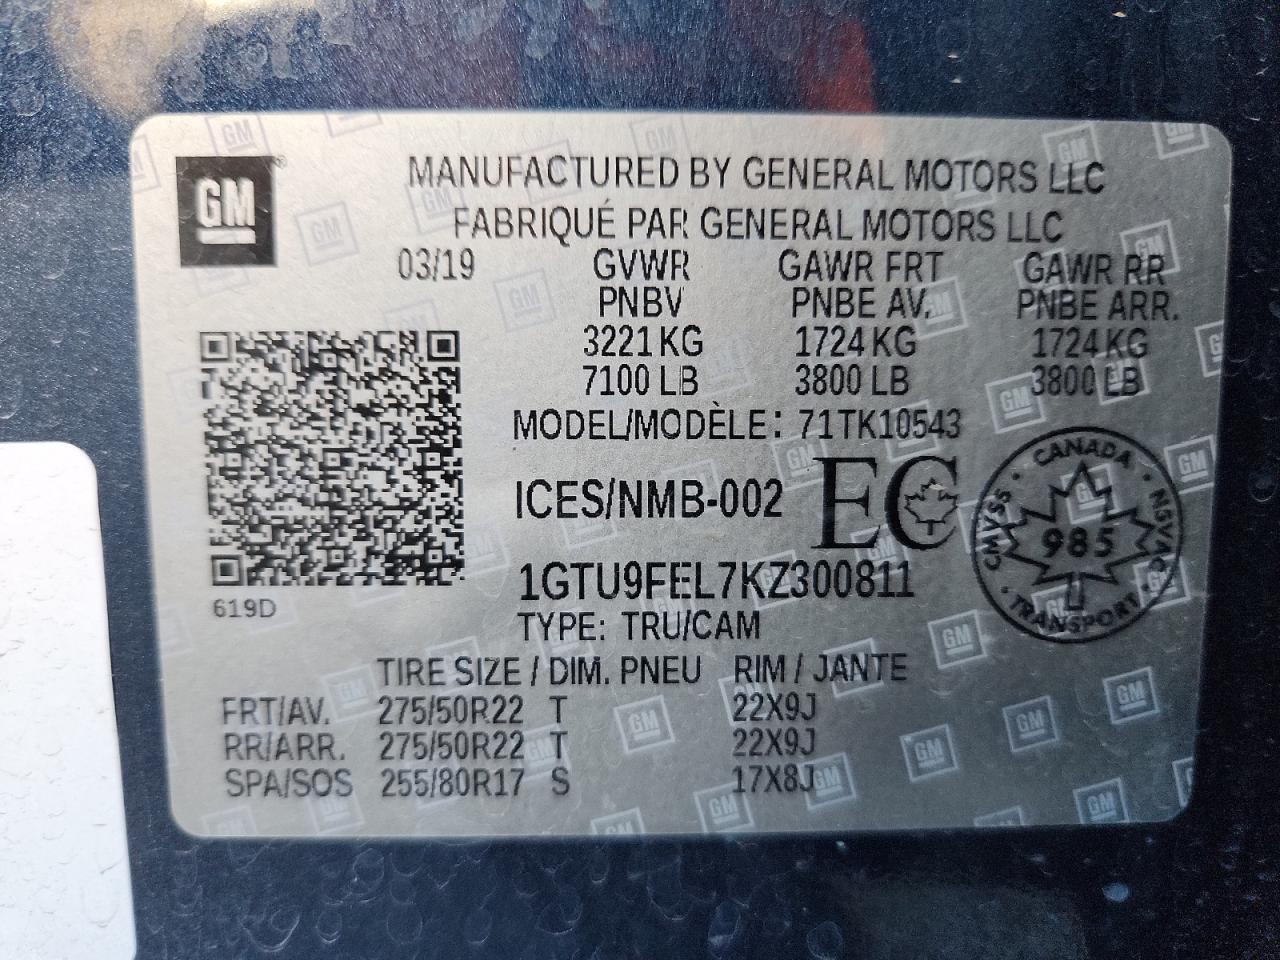 GM®
MANUFACTURED BY GENERAL MOTORS LLC
FABRIQUÉ PAR GENERAL MOTORS LLC
03/19 GVWR GAWR FRT GAWR RR
PNBV PNBE AV. PNBE ARR.
3221 KG 1724 KG 1724 KG
7100 LB 3800 LB 3800 LB
MODEL/MODÈLE: 71TK10543
ICES/NMB-002 EC
CANADA
CMVSS 985 NSVAC
TRANSPORT
1GTU9FEL7KZ300811
619D
TYPE: TRU/CAM
TIRE SIZE / DIM. PNEU RIM / JANTE
FRT/AV. 275/50R22 T 22X9J
RR/ARR. 275/50R22 T 22X9J
SPA/SOS 255/80R17 S 17X8J